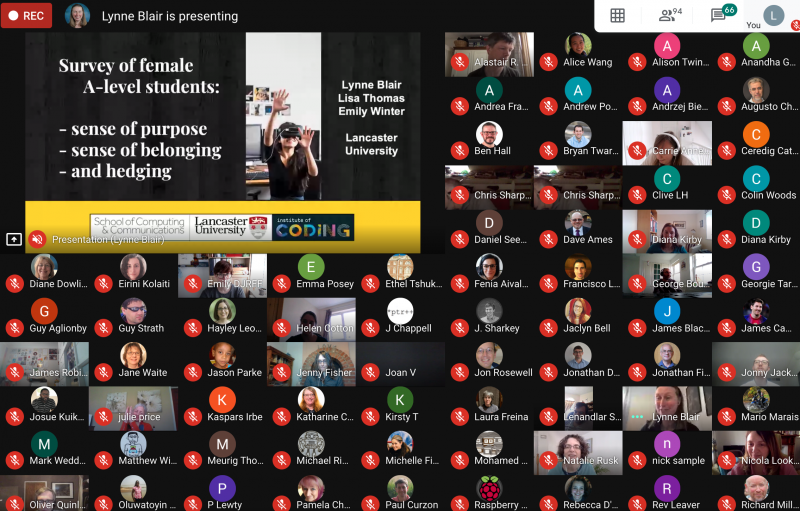 REC
Lynne Blair is presenting
94
66
You
L
Survey of female
A-level students:
- sense of purpose
- sense of belonging
- and hedging
Lynne Blair
Lisa Thomas
Emily Winter
Lancaster
University
School of Computing
& Communications
Lancaster
University
Institute of
CODING
Presentation (Lynne Blair)
Alastair R. ...
Alice Wang
A
Alison Twin...
A
Anandha G...
A
Andrea Fra...
A
Andrew Po...
A
Andrzej Bie...
Augusto Ch...
Ben Hall
Bryan Twar...
C
Ceredig Cat...
Chris Sharp...
Chris Sharp...
C
Clive LH
C
Colin Woods
D
Daniel See...
Dave Ames
Diana Kirby
D
Diana Kirby
Diane Dowli...
Eirini Kolaiti
Emily DJRFF
E
Emma Posey
Ethel Tshuk...
Fenia Aival...
Francisco L...
George Bou...
G
Georgie Tar...
G
Guy Aglionby
Guy Strath
Hayley Leo...
Helen Cotton
*ptr++
J Chappell
J. Sharkey
Jaclyn Bell
J
James Blac...
James Ca...
James Robi...
Jane Waite
Jason Parke
Jenny Fisher
Joan V
Jon Rosewell
Jonathan D...
Jonathan Fi...
Jonny Jack...
Josue Kuik...
julie price
K
Kaspars Irbe
Katharine C...
K
Kirsty T
Laura Freina
Lenandlar S...
Lynne Blair
Mario Marais
M
Mark Wedd...
Matthew Wi...
M
Meurig Tho...
Michael Ri...
Michelle Fi...
Mohamed ...
Natalie Rusk
n
nick sample
Nicola Look...
Oliver Quinl...
Oluwatoyin ...
P
P Lewty
Pamela Ch...
Paul Curzon
Raspberry ...
Rebecca D'...
R
Rev Leaver
Richard Mill...